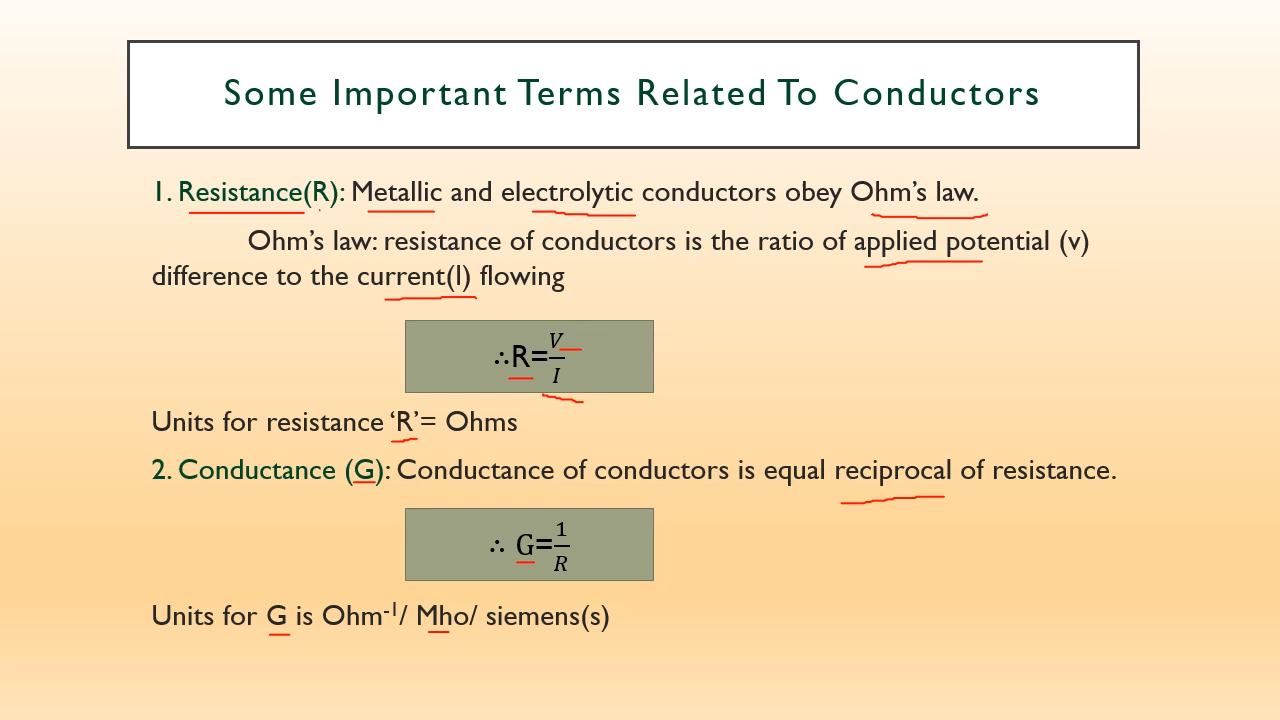 Some Important Terms Related To Conductors
1. Resistance(R): Metallic and electrolytic conductors obey Ohm’s law.
Ohm’s law: resistance of conductors is the ratio of applied potential (v)
difference to the current(I) flowing
∴R=V/I
Units for resistance ‘R’= Ohms
2. Conductance (G): Conductance of conductors is equal reciprocal of resistance.
∴ G=1/R
Units for G is Ohm⁻¹/ Mho/ siemens(s)